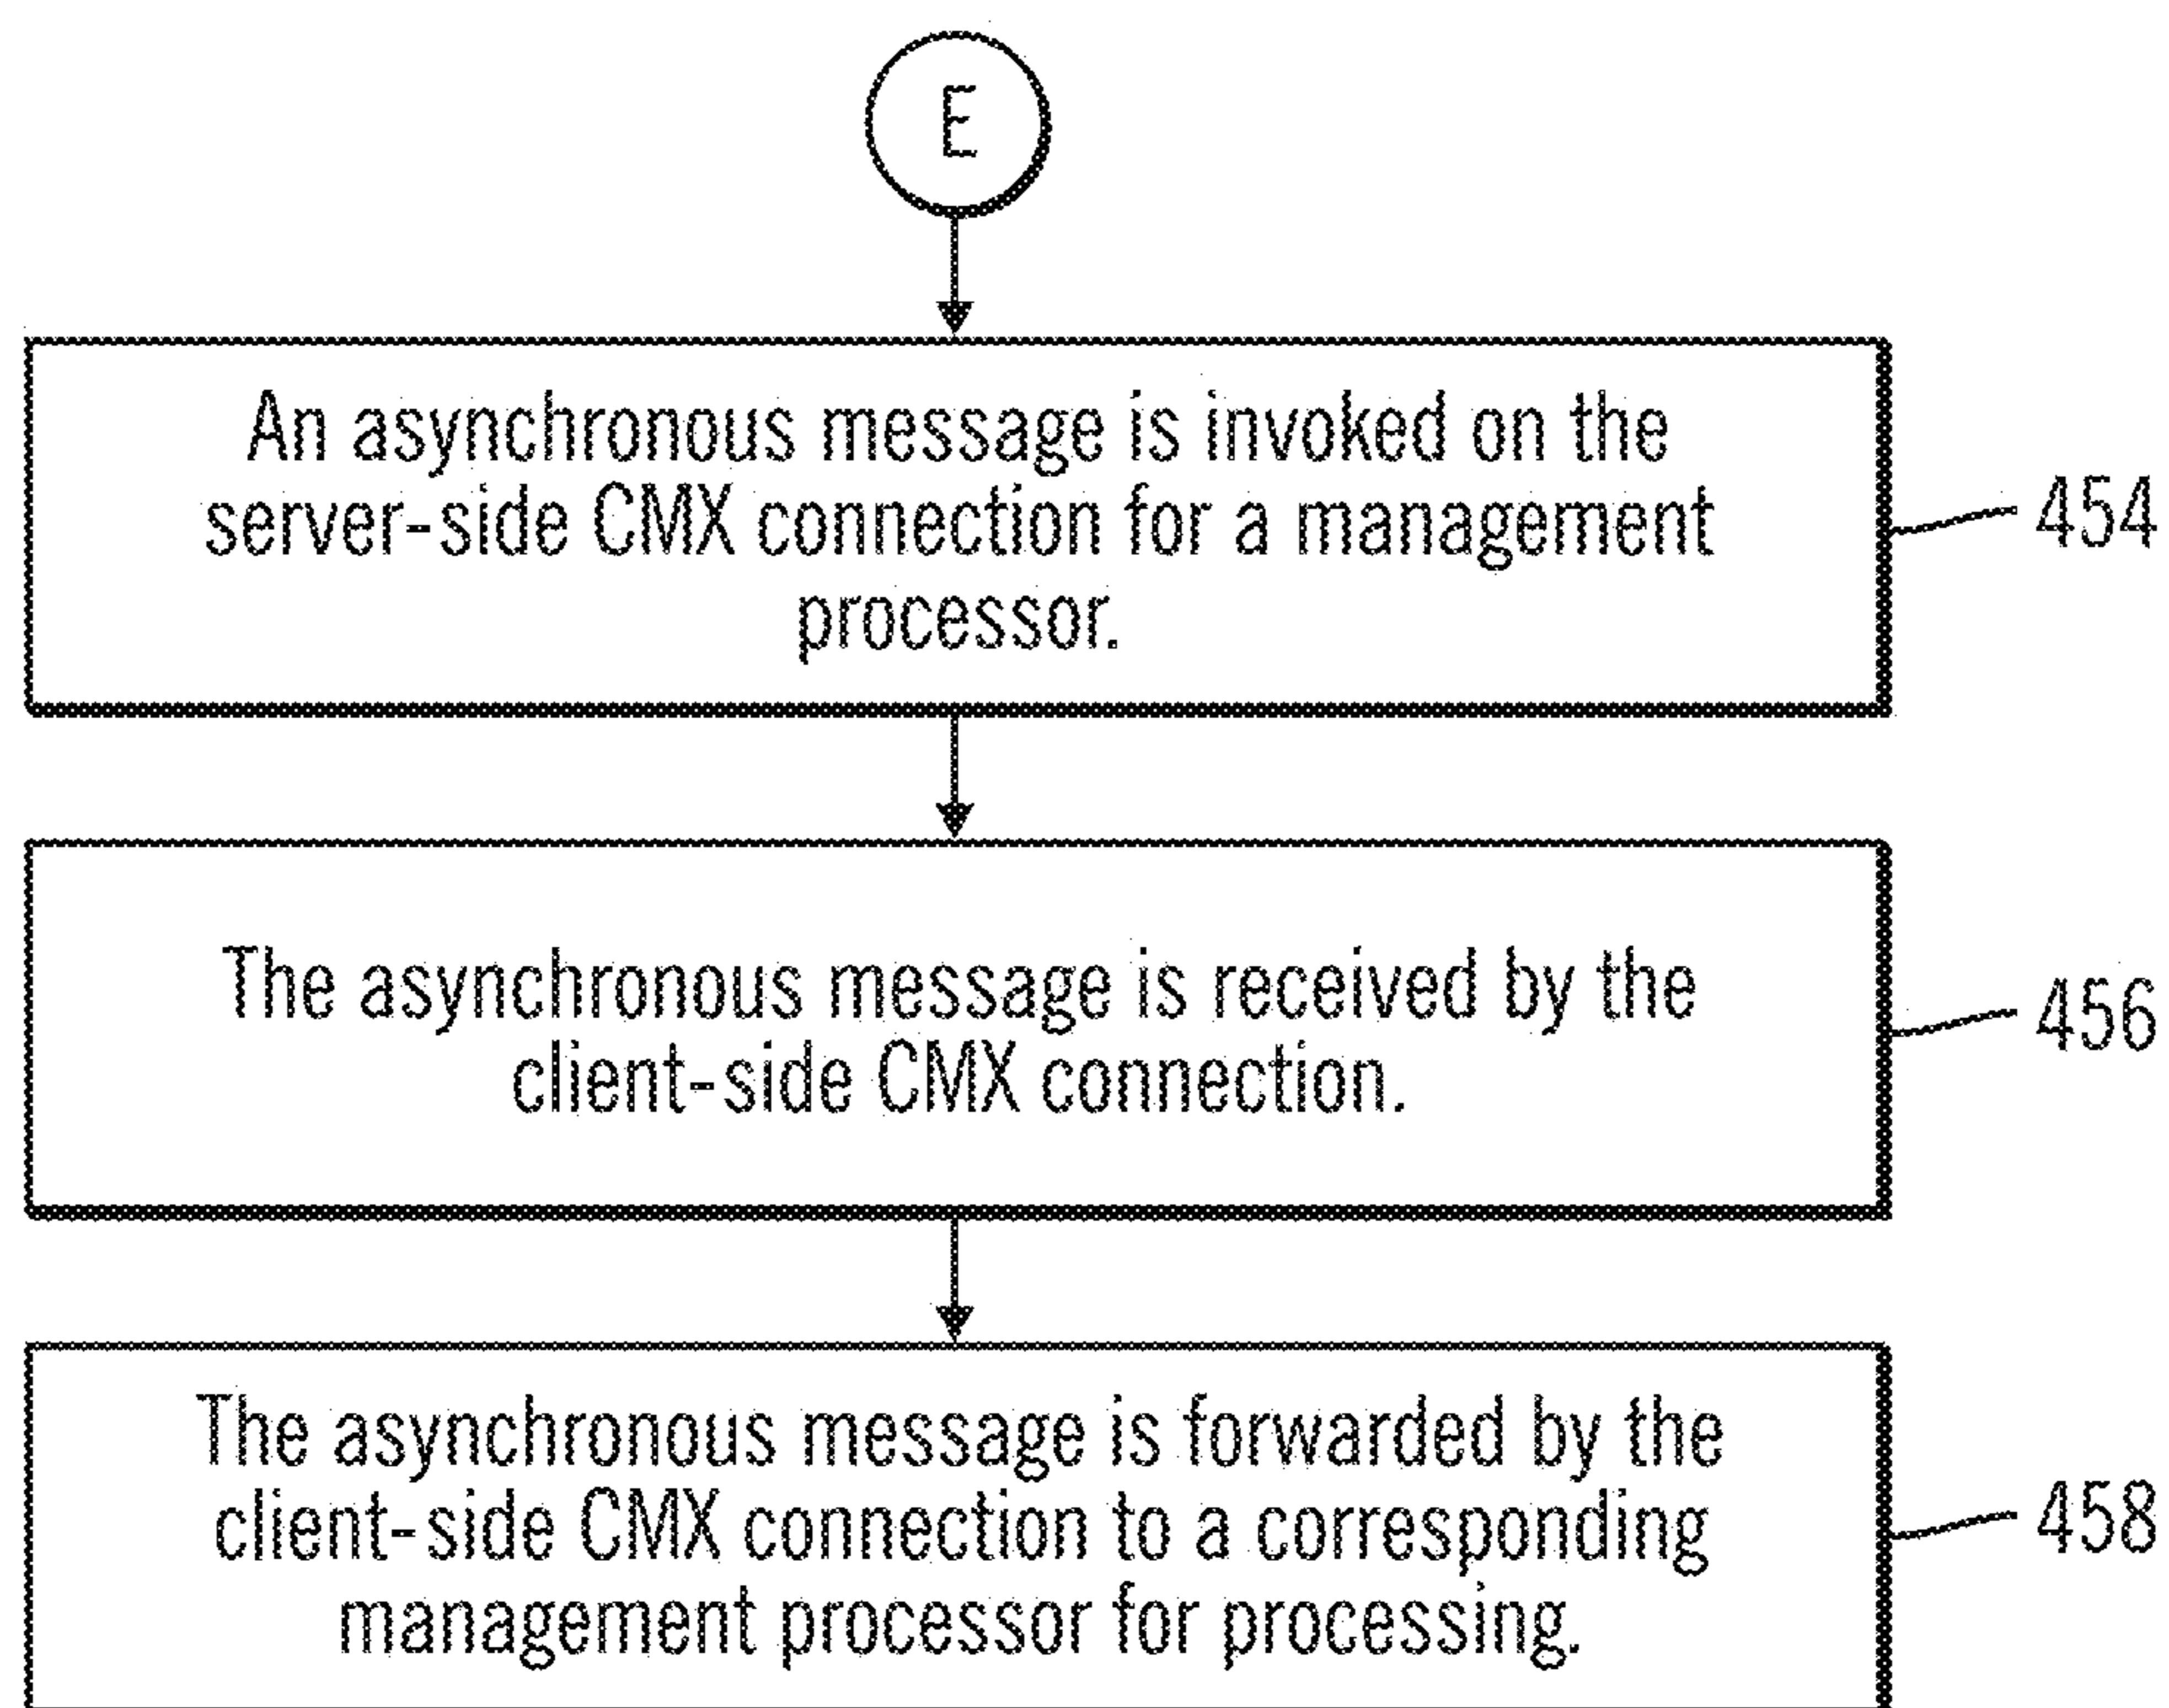 E
An asynchronous message is invoked on the
server-side CMX connection for a management
processor.
454
The asynchronous message is received by the
client-side CMX connection.
456
The asynchronous message is forwarded by the
client-side CMX connection to a corresponding
management processor for processing.
458